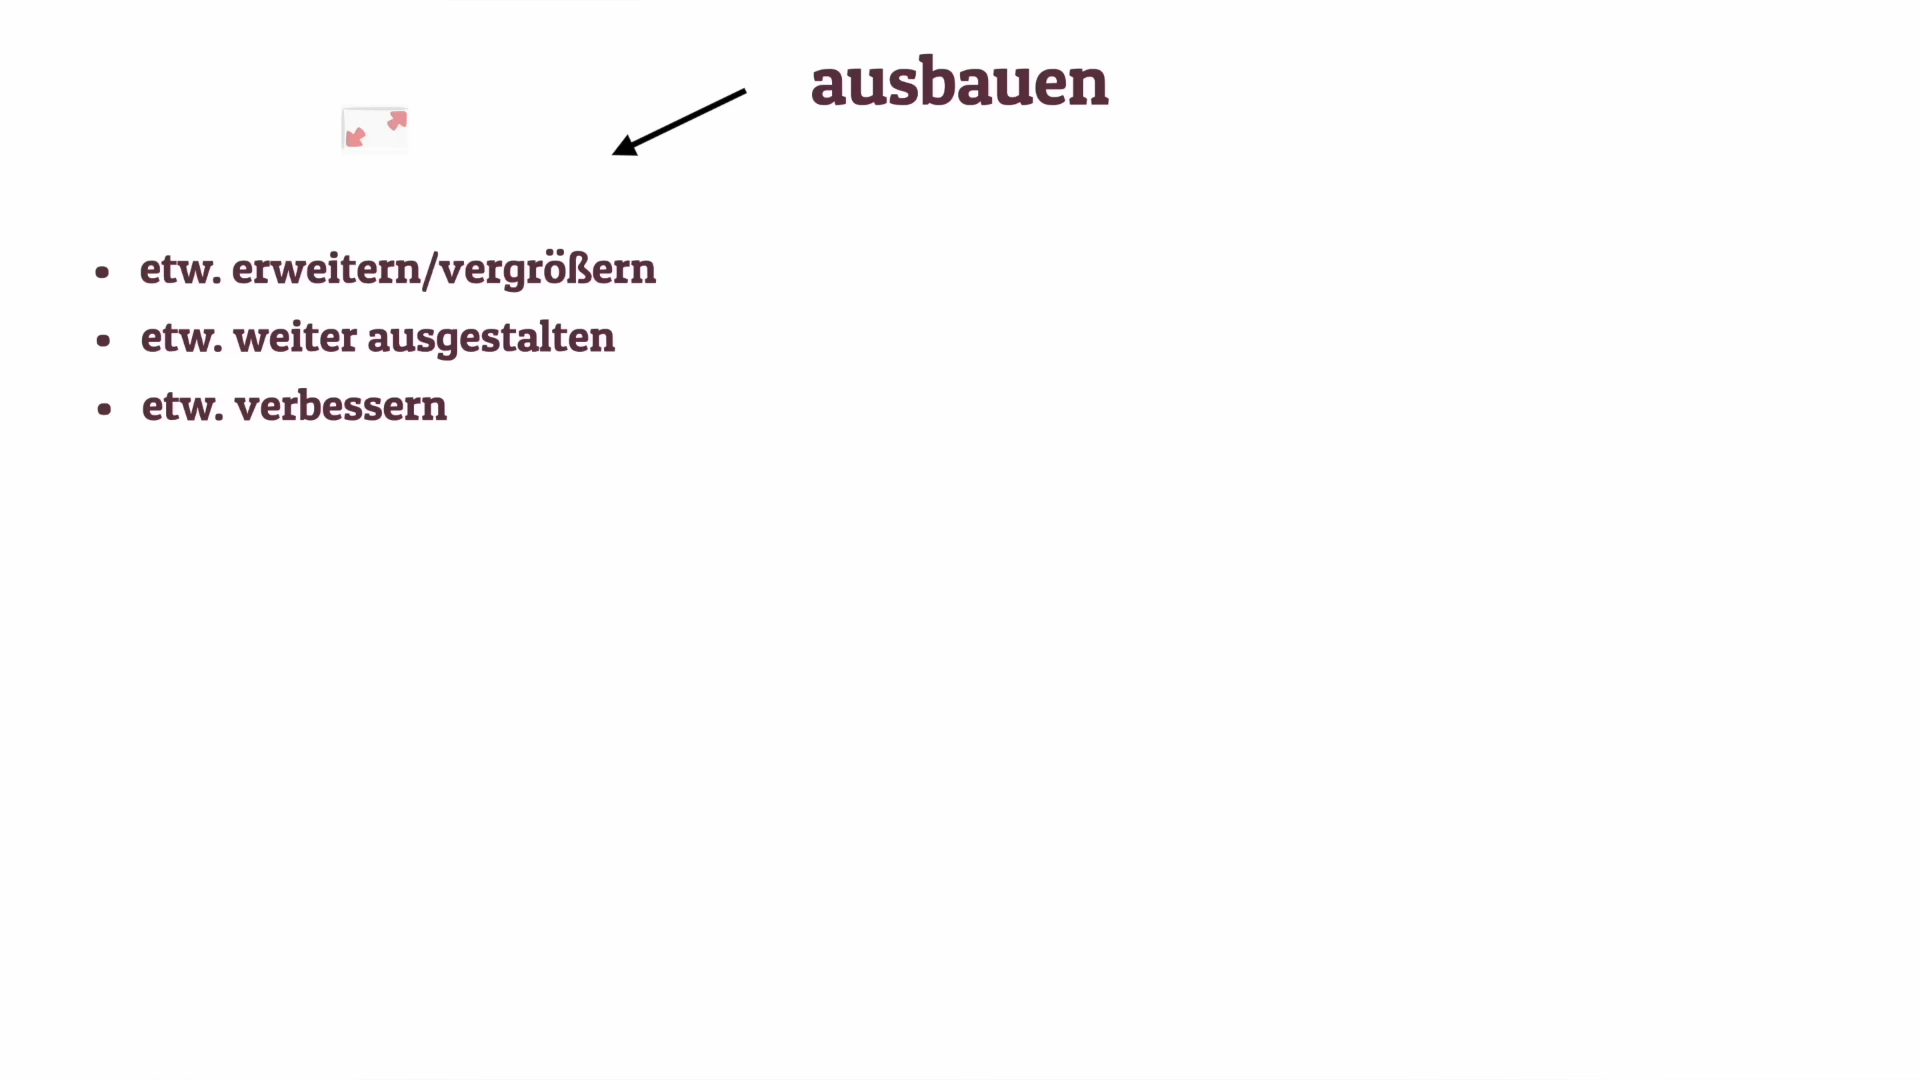 ausbauen
• etw. erweitern/vergrößern
• etw. weiter ausgestalten
• etw. verbessern